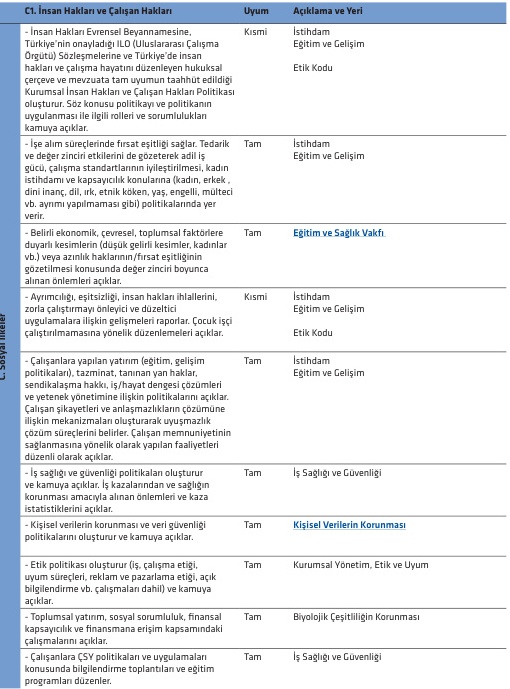 C1. İnsan Hakları ve Çalışan Hakları Uyum Açıklama ve Yeri
C. Sosyal İlkeler
- İnsan Hakları Evrensel Beyannamesine, Kısmi İstihdam
Türkiye'nin onayladığı ILO (Uluslararası Çalışma Eğitim ve Gelişim
Örgütü) Sözleşmelerine ve Türkiye'de insan
hakları ve çalışma hayatını düzenleyen hukuksal Etik Kodu
çerçeve ve mevzuata tam uyumun taahhüt edildiği
Kurumsal İnsan Hakları ve Çalışan Hakları Politikası
oluşturur. Söz konusu politikayı ve politikanın
uygulanması ile ilgili rolleri ve sorumlulukları
kamuya açıklar.
- İşe alım süreçlerinde fırsat eşitliği sağlar. Tedarik Tam İstihdam
ve değer zinciri etkilerini de gözeterek adil iş Eğitim ve Gelişim
gücü, çalışma standartlarının iyileştirilmesi, kadın
istihdamı ve kapsayıcılık konularına (kadın, erkek ,
dini inanç, dil, ırk, etnik köken, yaş, engelli, mülteci
vb. ayrımı yapılmaması gibi) politikalarında yer
verir.
- Belirli ekonomik, çevresel, toplumsal faktörlere Tam Eğitim ve Sağlık Vakfı
duyarlı kesimlerin (düşük gelirli kesimler, kadınlar
vb.) veya azınlık haklarının/fırsat eşitliğinin
gözetilmesi konusunda değer zinciri boyunca
alınan önlemleri açıklar.
- Ayrımcılığı, eşitsizliği, insan hakları ihlallerini, Kısmi İstihdam
zorla çalıştırmayı önleyici ve düzeltici Eğitim ve Gelişim
uygulamalara ilişkin gelişmeleri raporlar. Çocuk işçi
çalıştırılmasına yönelik düzenlemeleri açıklar. Etik Kodu
- Çalışanlara yapılan yatırım (eğitim, gelişim Tam İstihdam
politikaları), tazminat, tanınan yan haklar, Eğitim ve Gelişim
sendikalaşma hakkı, iş/hayat dengesi çözümleri
ve yetenek yönetimine ilişkin politikalarını açıklar.
Çalışan şikayetleri ve anlaşmazlıkların çözümüne
ilişkin mekanizmaları oluşturarak uyuşmazlık
çözüm süreçlerini belirler. Çalışan memnuniyetinin
sağlanmasına yönelik olarak yapılan faaliyetleri
düzenli olarak açıklar.
- İş sağlığı ve güvenliği politikaları oluşturur Tam İş Sağlığı ve Güvenliği
ve kamuya açıklar. İş kazalarından ve sağlığın
korunması amacıyla alınan önlemleri ve kaza
istatistiklerini açıklar.
- Kişisel verilerin korunması ve veri güvenliği Tam Kişisel Verilerin Korunması
politikalarını oluşturur ve kamuya açıklar.
- Etik politikası oluşturur (iş, çalışma etiği, Tam Kurumsal Yönetim, Etik ve Uyum
uyum süreçleri, reklam ve pazarlama etiği, açık
bilgilendirme vb. çalışmaları dahil) ve kamuya
açıklar.
- Toplumsal yatırım, sosyal sorumluluk, finansal Tam Biyolojik Çeşitliliğin Korunması
kapsayıcılık ve finansmana erişim kapsamındaki
çalışmalarını açıklar.
- Çalışanlara ÇSY politikaları ve uygulamaları Tam İş Sağlığı ve Güvenliği
konusunda bilgilendirme toplantıları ve eğitim
programları düzenler.